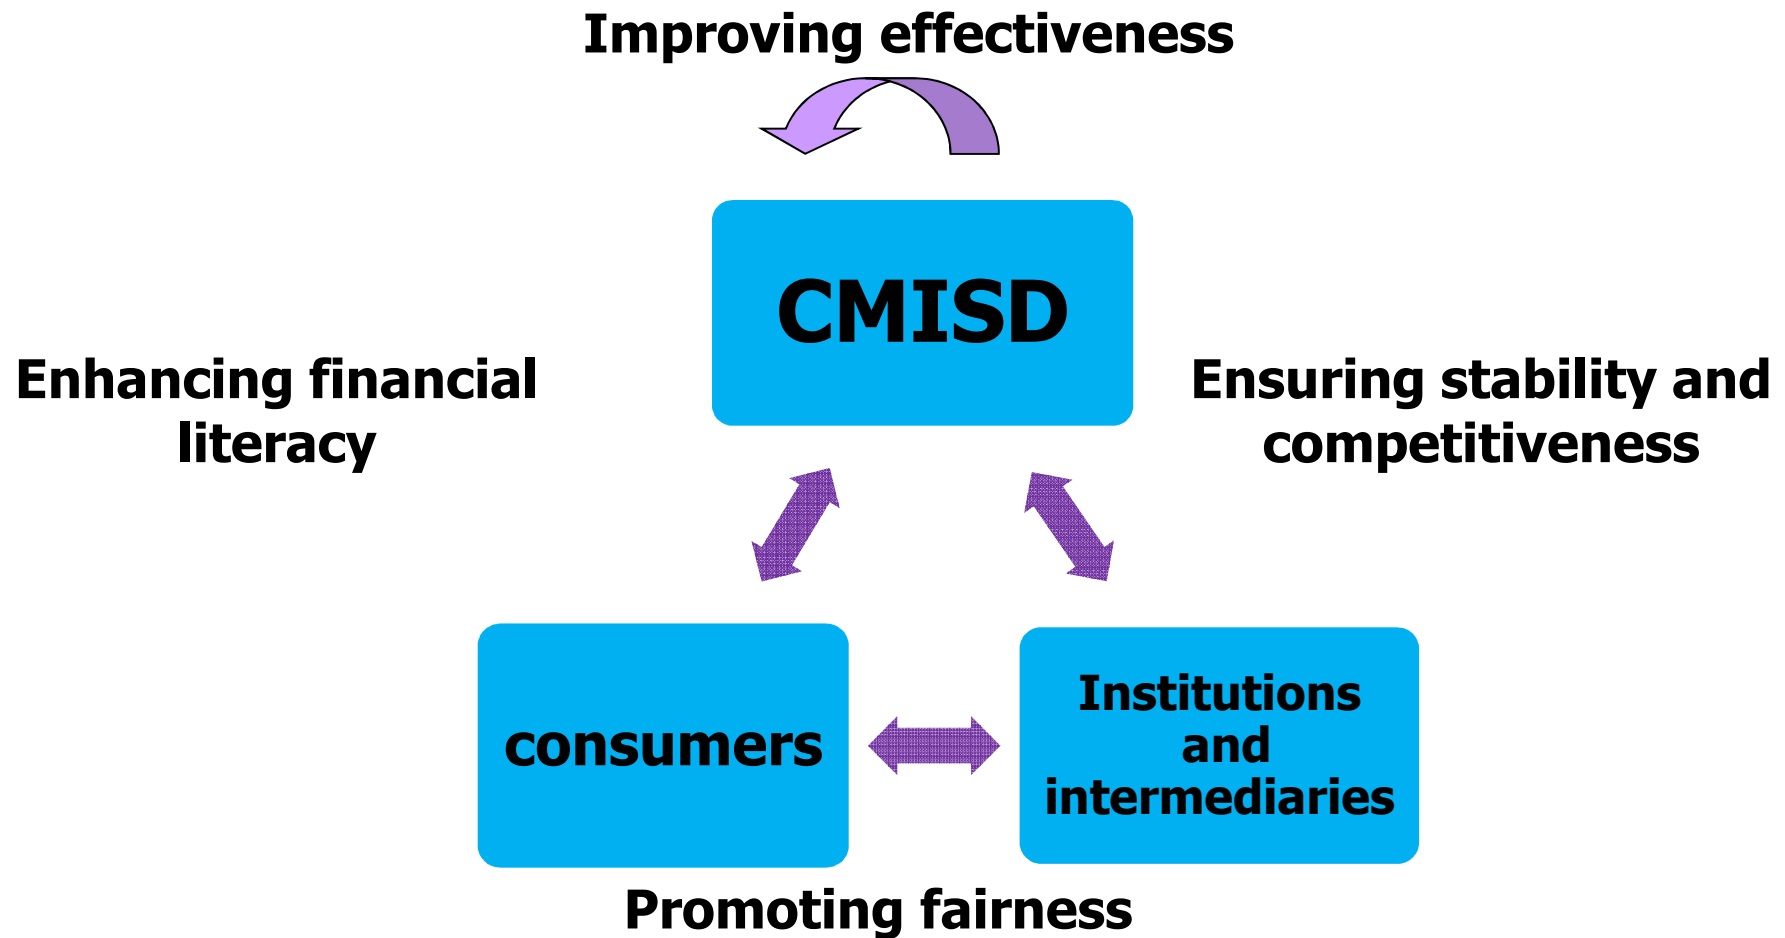 Improving effectiveness
CMISD
Enhancing financial
literacy
Ensuring stability and
competitiveness
consumers
Institutions
and
intermediaries
Promoting fairness